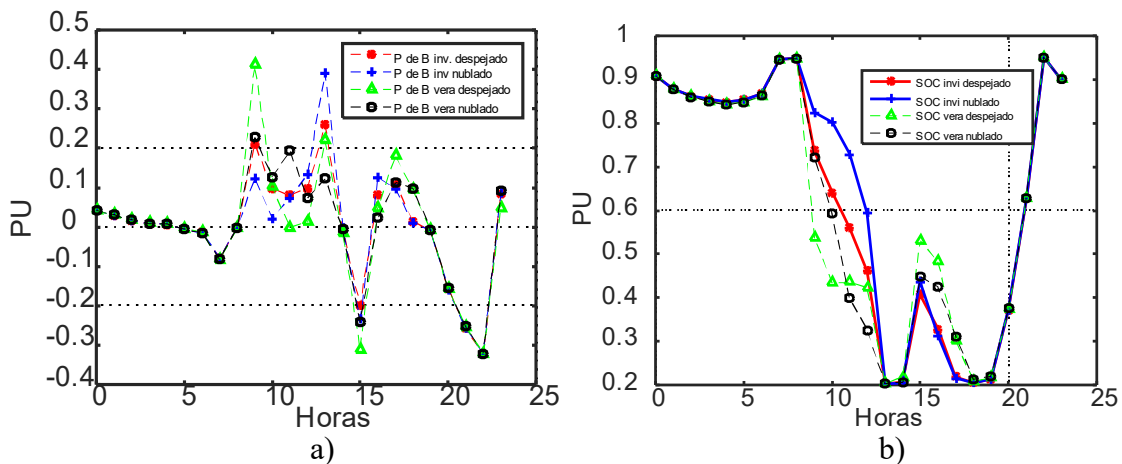 a)
0.5
0.4
0.3
0.2
0.1
0
-0.1
-0.2
-0.3
-0.4
PU
0 5 10 15 20 25
Horas
P de B inv. despejado
P de B inv nublado
P de B vera despejado
P de B vera nublado
a)
b)
1
0.9
0.8
0.7
0.6
0.5
0.4
0.3
0.2
PU
0 5 10 15 20 25
Horas
SOC invi despejado
SOC invi nublado
SOC vera despejado
SOC vera nublado
b)